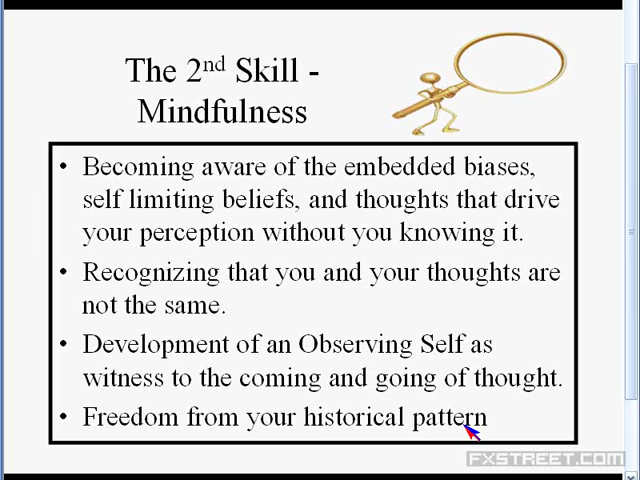 The 2nd Skill -
Mindfulness
• Becoming aware of the embedded biases,
self limiting beliefs, and thoughts that drive
your perception without you knowing it.
• Recognizing that you and your thoughts are
not the same.
• Development of an Observing Self as
witness to the coming and going of thought.
• Freedom from your historical pattern
FXSTREET.COM